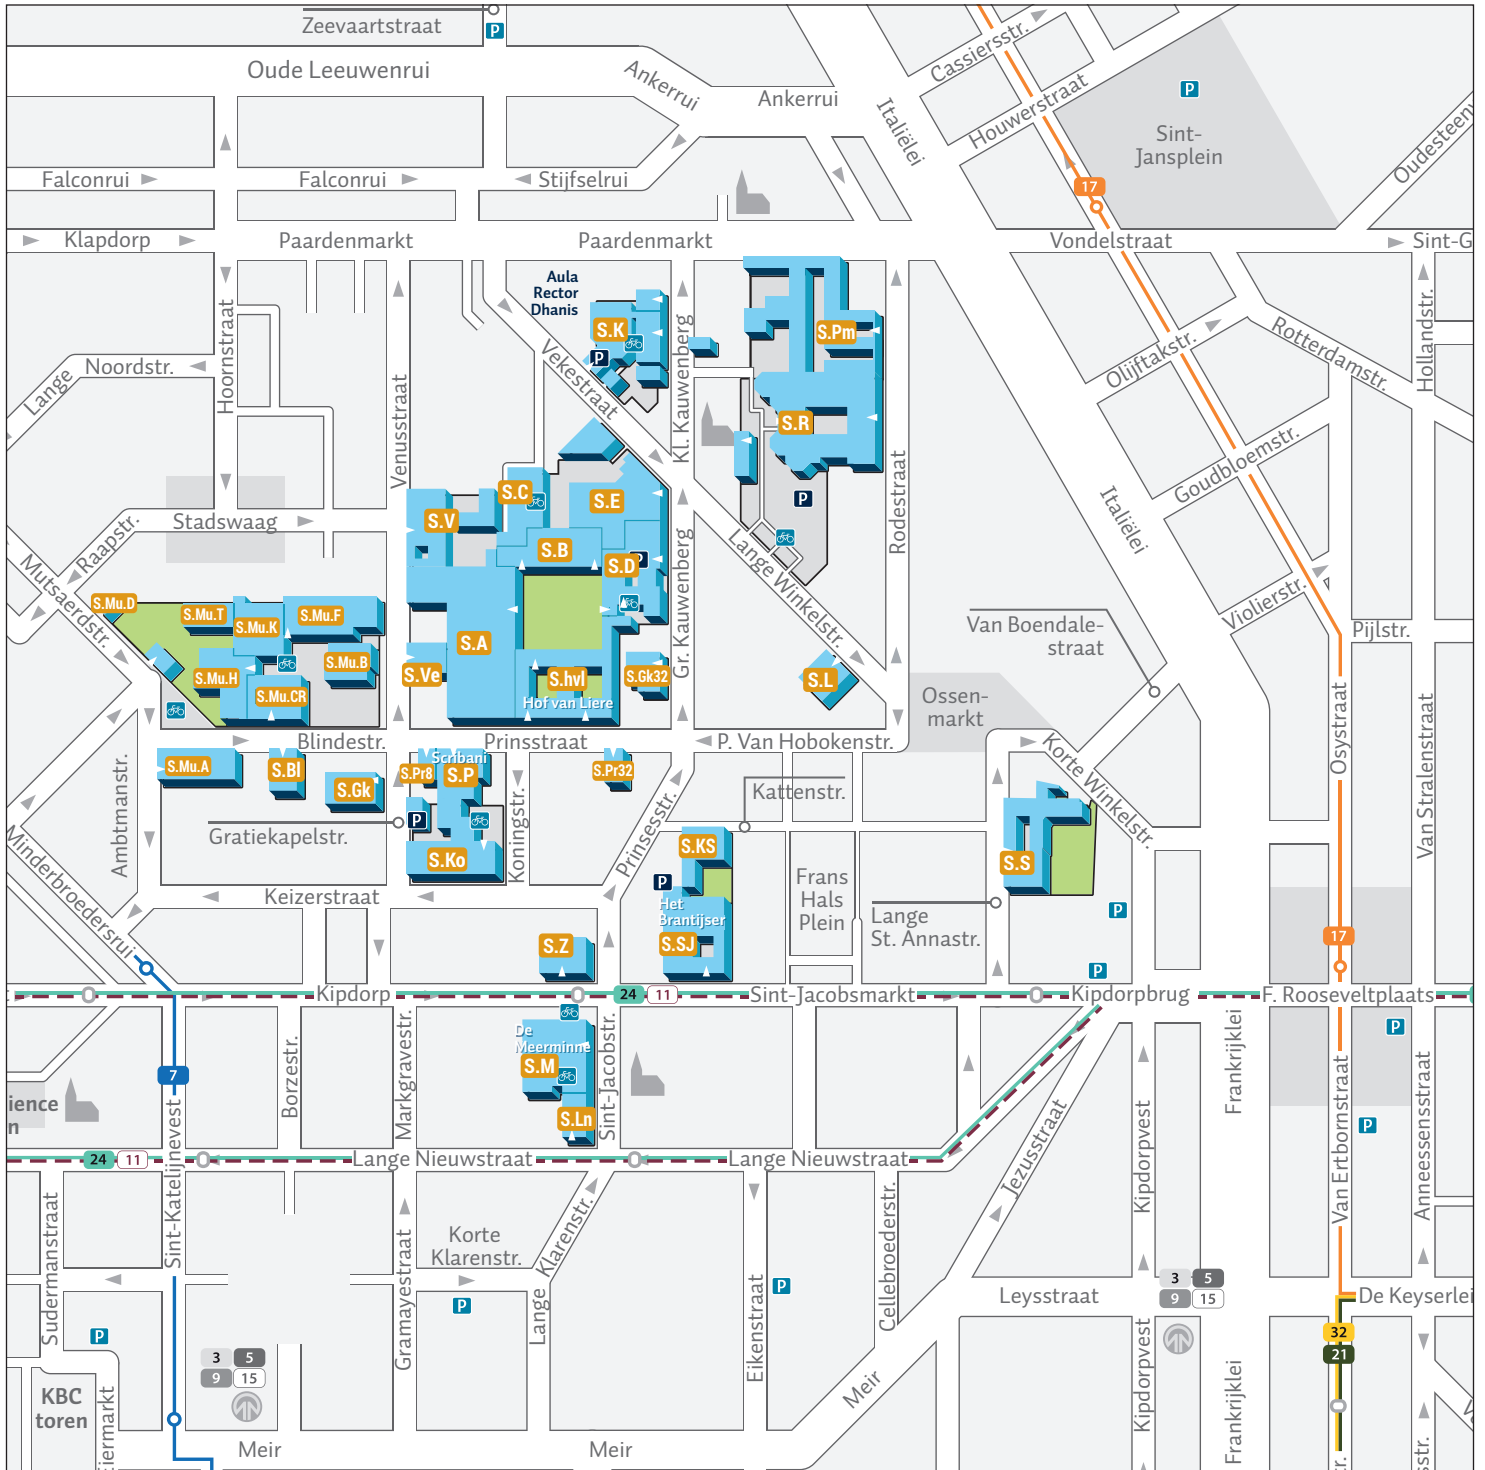 Zeevaartstraat
P
Oude Leeuwenrui
Ankerrui
Ankerrui
Italiëlei
Cassiersstr.
Houwerstraat
P
Sint-
Jansplein
Oudesteenw
Falconrui
Falconrui
Stijfselrui
17
Klapdorp
Paardenmarkt
Paardenmarkt
Vondelstraat
Sint-G
Aula
Rector
Dhanis
S.K
P
S.Pm
Hoornstraat
Noordstr.
Lange
Venusstraat
Vekestraat
Kl. Kauwenberg
S.R
P
Rodestraat
Olijftakstr.
Rotterdamstr.
Hollandstr.
Goudbloemstr.
Italiëlei
Stadswaag
Raapstr.
Mutsaerdstr.
S.C
S.E
S.V
S.B
S.D
P
S.A
S.Ve
S.hvl
Hof van Liere
S.Gk32
Gr. Kauwenberg
Lange Winkelstr.
S.L
S.Mu.D
S.Mu.T
S.Mu.K
S.Mu.F
S.Mu.B
S.Mu.H
S.Mu.CR
Violierstr.
Pijlstr.
Van Boendale-
straat
Ossen-
markt
Osystraat
Van Stralenstraat
Blindestr.
Prinsstraat
P. Van Hobokenstr.
Korte Winkelstr.
S.Mu.A
S.Bl
S.Gk
S.Pr8
Scribani
S.P
S.Pr32
P
S.Ko
Koningstr.
Prinsesstr.
Kattenstr.
Ambtmanstr.
Gratiekapelstr.
Minderbroedersrui
Keizerstraat
S.KS
P
Het
Brantijser
S.SJ
Frans
Hals
Plein
S.S
Lange
St. Annastr.
P
P
S.Z
17
Kipdorp
24
11
Sint-Jacobsmarkt
Kipdorpbrug
F. Rooseveltplaats
P
De
Meerminne
S.M
S.Ln
Markgravestr.
Borzestr.
Sint-Jacobstr.
7
ience
n
Sint-Katelijnevest
Jezusstraat
Kipdorpvest
Frankrijklei
Van Ertbornstraat
P
Anneessensstraat
24
11
Lange Nieuwstraat
Lange Nieuwstraat
Sudermanstraat
Gramayestraat
Korte
Klarenstr.
Lange Klarenstr.
P
P
Eikenstraat
Cellebroederstr.
Leysstraat
3
5
9
15
De Keyserlei
32
21
P
3
5
9
15
KBC
toren
Eiermarkt
Meir
Meir
Meir
Kipdorpvest
Frankrijklei
tr.
sstr.